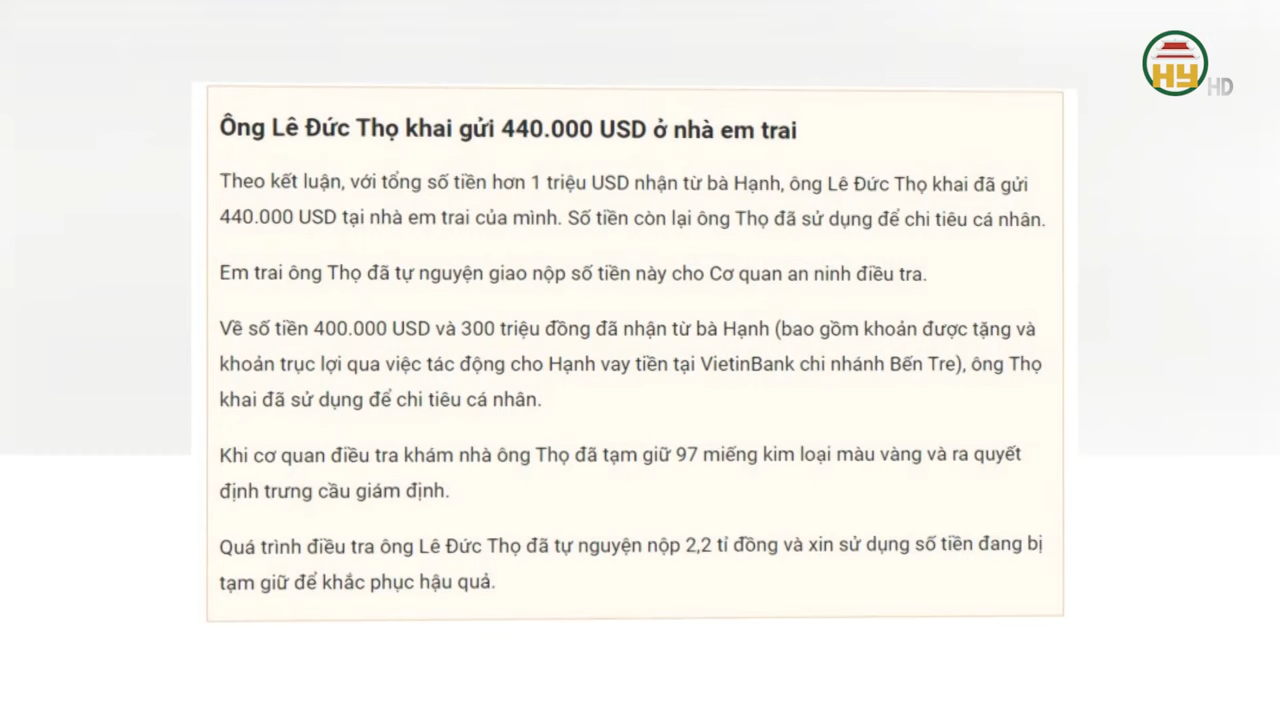 HY HD
Ông Lê Đức Thọ khai gửi 440.000 USD ở nhà em trai
Theo kết luận, với tổng số tiền hơn 1 triệu USD nhận từ bà Hạnh, ông Lê Đức Thọ khai đã gửi
440.000 USD tại nhà em trai của mình. Số tiền còn lại ông Thọ đã sử dụng để chi tiêu cá nhân.
Em trai ông Thọ đã tự nguyện giao nộp số tiền này cho Cơ quan an ninh điều tra.
Về số tiền 400.000 USD và 300 triệu đồng đã nhận từ bà Hạnh (bao gồm khoản được tặng và
khoản trục lợi qua việc tác động cho Hạnh vay tiền tại VietinBank chi nhánh Bến Tre), ông Thọ
khai đã sử dụng để chi tiêu cá nhân.
Khi cơ quan điều tra khám nhà ông Thọ đã tạm giữ 97 miếng kim loại màu vàng và ra quyết
định trưng cầu giám định.
Quá trình điều tra ông Lê Đức Thọ đã tự nguyện nộp 2,2 tỉ đồng và xin sử dụng số tiền đang bị
tạm giữ để khắc phục hậu quả.